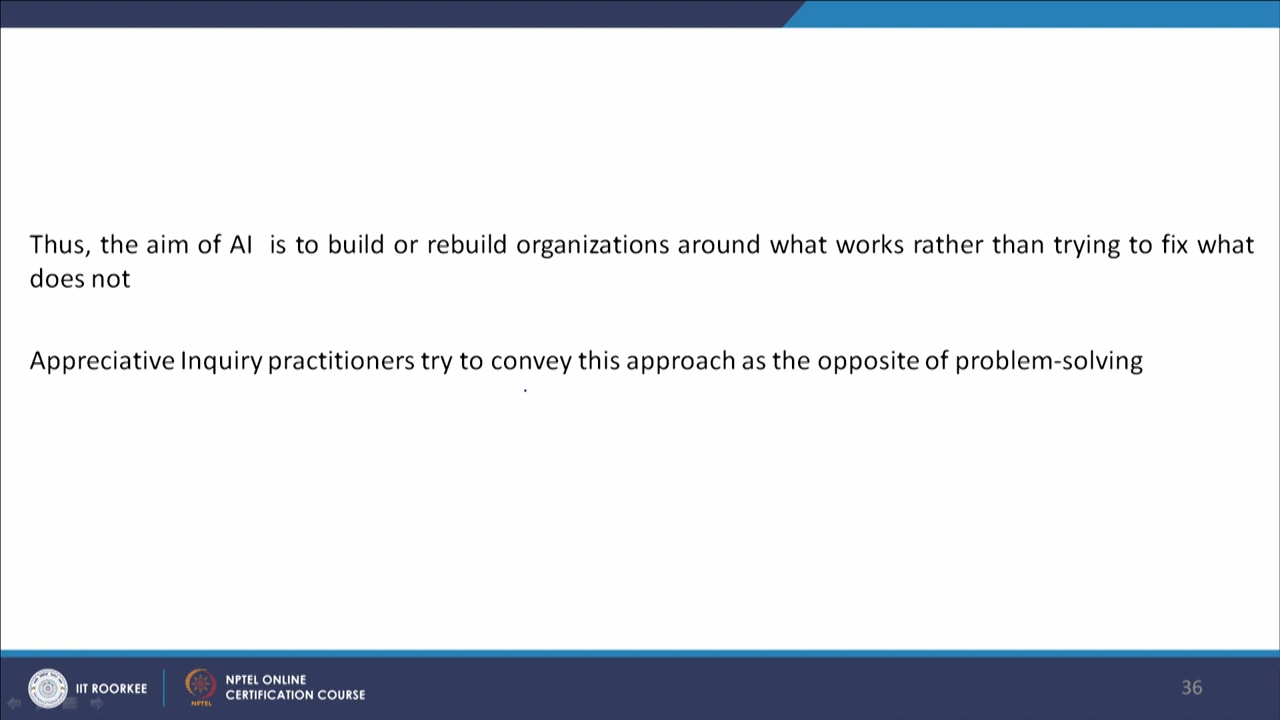 Thus, the aim of AI is to build or rebuild organizations around what works rather than trying to fix what
does not
Appreciative Inquiry practitioners try to convey this approach as the opposite of problem-solving
IIT ROORKEE
NPTEL
NPTEL ONLINE
CERTIFICATION COURSE
36